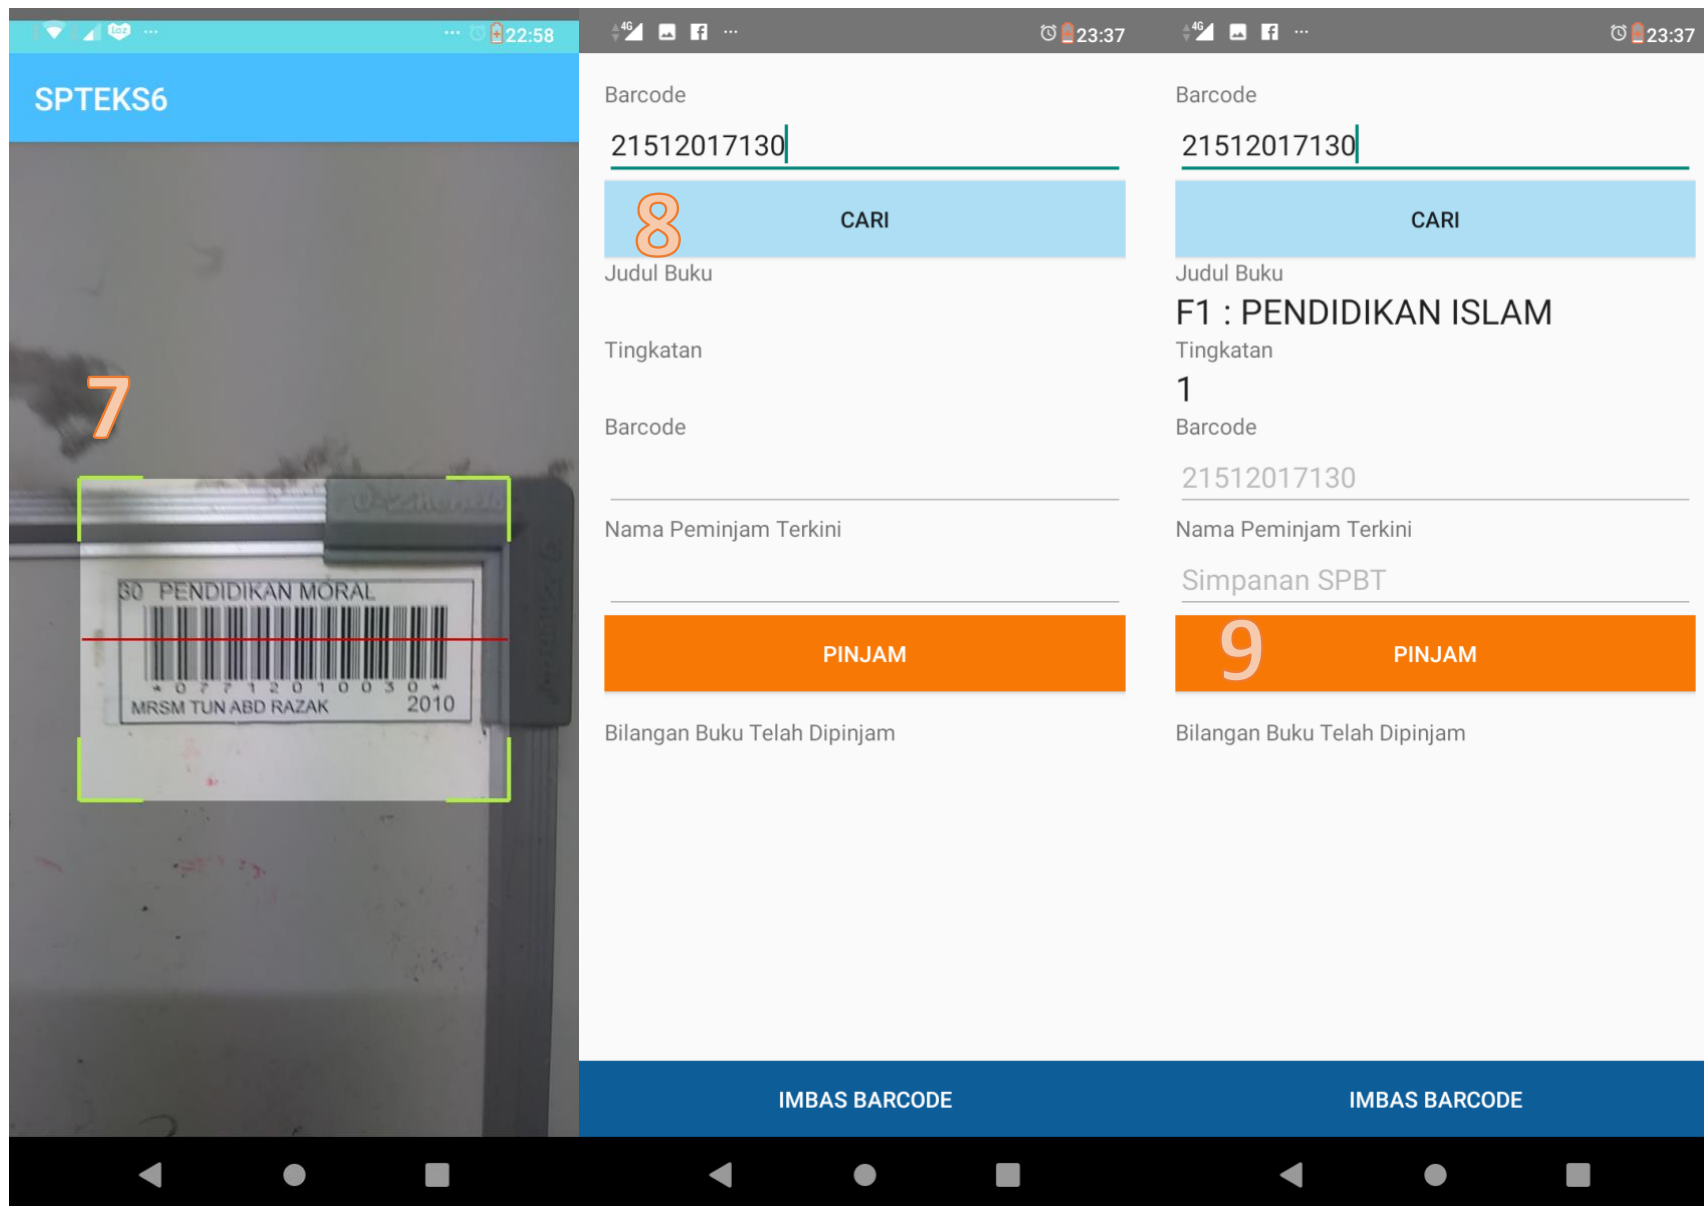 22:58
SPTEKS6
7
30 PENDIDIKAN MORAL
*07712010030*
MRSM TUN ABD RAZAK 2010
4G
23:37
Barcode
21512017130
8
CARI
Judul Buku
Tingkatan
Barcode
Nama Peminjam Terkini
PINJAM
Bilangan Buku Telah Dipinjam
IMBAS BARCODE
4G
23:37
Barcode
21512017130
CARI
Judul Buku
F1 : PENDIDIKAN ISLAM
Tingkatan
1
Barcode
21512017130
Nama Peminjam Terkini
Simpanan SPBT
9
PINJAM
Bilangan Buku Telah Dipinjam
IMBAS BARCODE